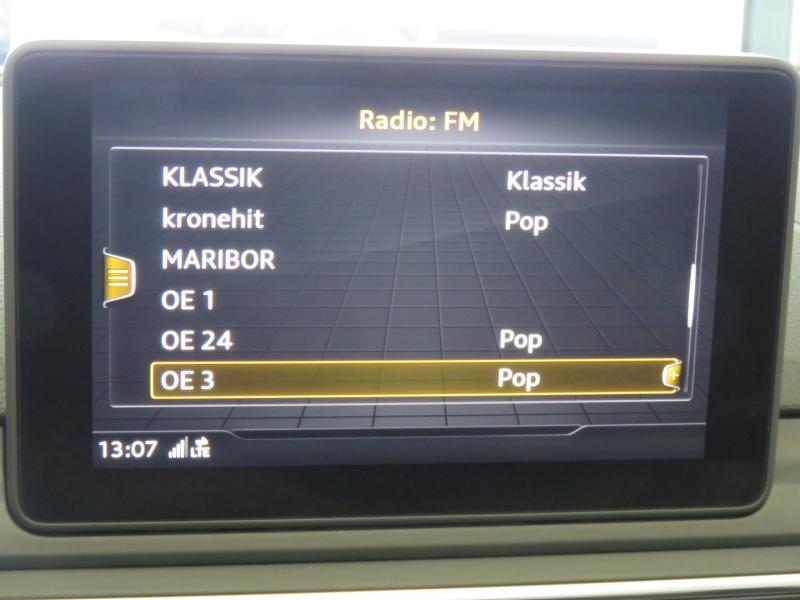 Radio: FM
KLASSIK Klassik
kronehit Pop
MARIBOR
OE 1
OE 24 Pop
OE 3 Pop
13:07 LTE